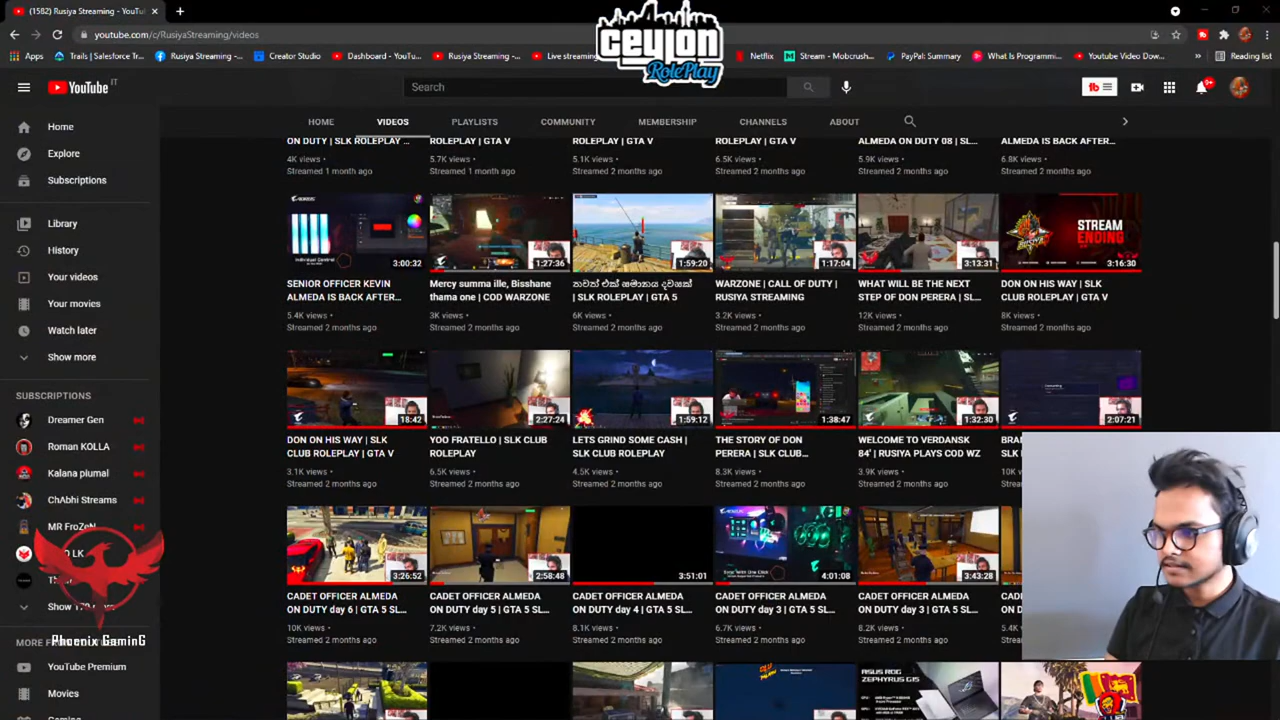 (1582) Rusiya Streaming - YouTu
youtube.com/c/RusiyaStreaming/videos
Apps
Trails | Salesforce Tr...
Rusiya Streaming - F...
Creator Studio
Dashboard - YouTu...
Rusiya Streaming -...
Live streaming
Netflix
Stream - Mobcrush...
PayPal: Summary
What Is Programmi...
Youtube Video Dow...
Reading list
ceylon
RolePlay
YouTube IT
Search
9+
HOME
VIDEOS
PLAYLISTS
COMMUNITY
MEMBERSHIP
CHANNELS
ABOUT
Home
Explore
Subscriptions
Library
History
Your videos
Your movies
Watch later
Show more
SUBSCRIPTIONS
Dreamer Gen
Roman KOLLA
Kalana piumal
ChAbhi Streams
MR FroZeN
LK
Show
Phoenix GaminG
MORE F
YouTube Premium
Movies
ON DUTY | SLK ROLEPLAY ...
4K views •
Streamed 1 month ago
ROLEPLAY | GTA V
5.7K views •
Streamed 1 month ago
ROLEPLAY | GTA V
5.1K views •
Streamed 2 months ago
ROLEPLAY | GTA V
6.5K views •
Streamed 2 months ago
ALMEDA ON DUTY 08 | SL...
5.9K views •
Streamed 2 months ago
ALMEDA IS BACK AFTER...
6.8K views •
Streamed 2 months ago
3:00:32
SENIOR OFFICER KEVIN
ALMEDA IS BACK AFTER...
5.4K views •
Streamed 2 months ago
1:27:36
Mercy summa ille, Bisshane
thama one | COD WARZONE
3K views •
Streamed 2 months ago
1:59:20
| SLK ROLEPLAY | GTA 5
6K views •
Streamed 2 months ago
1:17:04
WARZONE | CALL OF DUTY |
RUSIYA STREAMING
3.2K views •
Streamed 2 months ago
3:13:31
WHAT WILL BE THE NEXT
STEP OF DON PERERA | SL...
12K views •
Streamed 2 months ago
STREAM
ENDING
3:16:30
DON ON HIS WAY | SLK
CLUB ROLEPLAY | GTA V
8K views •
Streamed 2 months ago
18:42
DON ON HIS WAY | SLK
CLUB ROLEPLAY | GTA V
3.1K views •
Streamed 2 months ago
2:27:24
YOO FRATELLO | SLK CLUB
ROLEPLAY
6.5K views •
Streamed 2 months ago
1:59:12
LETS GRIND SOME CASH |
SLK CLUB ROLEPLAY
4.5K views •
Streamed 2 months ago
1:38:47
THE STORY OF DON
PERERA | SLK CLUB...
8.3K views •
Streamed 2 months ago
1:32:30
WELCOME TO VERDANSK
84' | RUSIYA PLAYS COD WZ
3.9K views •
Streamed 2 months ago
2:07:21
BRA
SLK
10K
Stre
3:26:52
CADET OFFICER ALMEDA
ON DUTY day 6 | GTA 5 SL...
10K views •
Streamed 2 months ago
2:58:48
CADET OFFICER ALMEDA
ON DUTY day 5 | GTA 5 SL...
7.2K views •
Streamed 2 months ago
3:51:01
CADET OFFICER ALMEDA
ON DUTY day 4 | GTA 5 SL...
8.1K views •
Streamed 2 months ago
4:01:08
CADET OFFICER ALMEDA
ON DUTY day 3 | GTA 5 SL...
6.7K views •
Streamed 2 months ago
3:43:28
CADET OFFICER ALMEDA
ON DUTY day 3 | GTA 5 SL...
8.2K views •
Streamed 2 months ago
5.4K
Stre
ASUS ROG
ZEPHYRUS G15